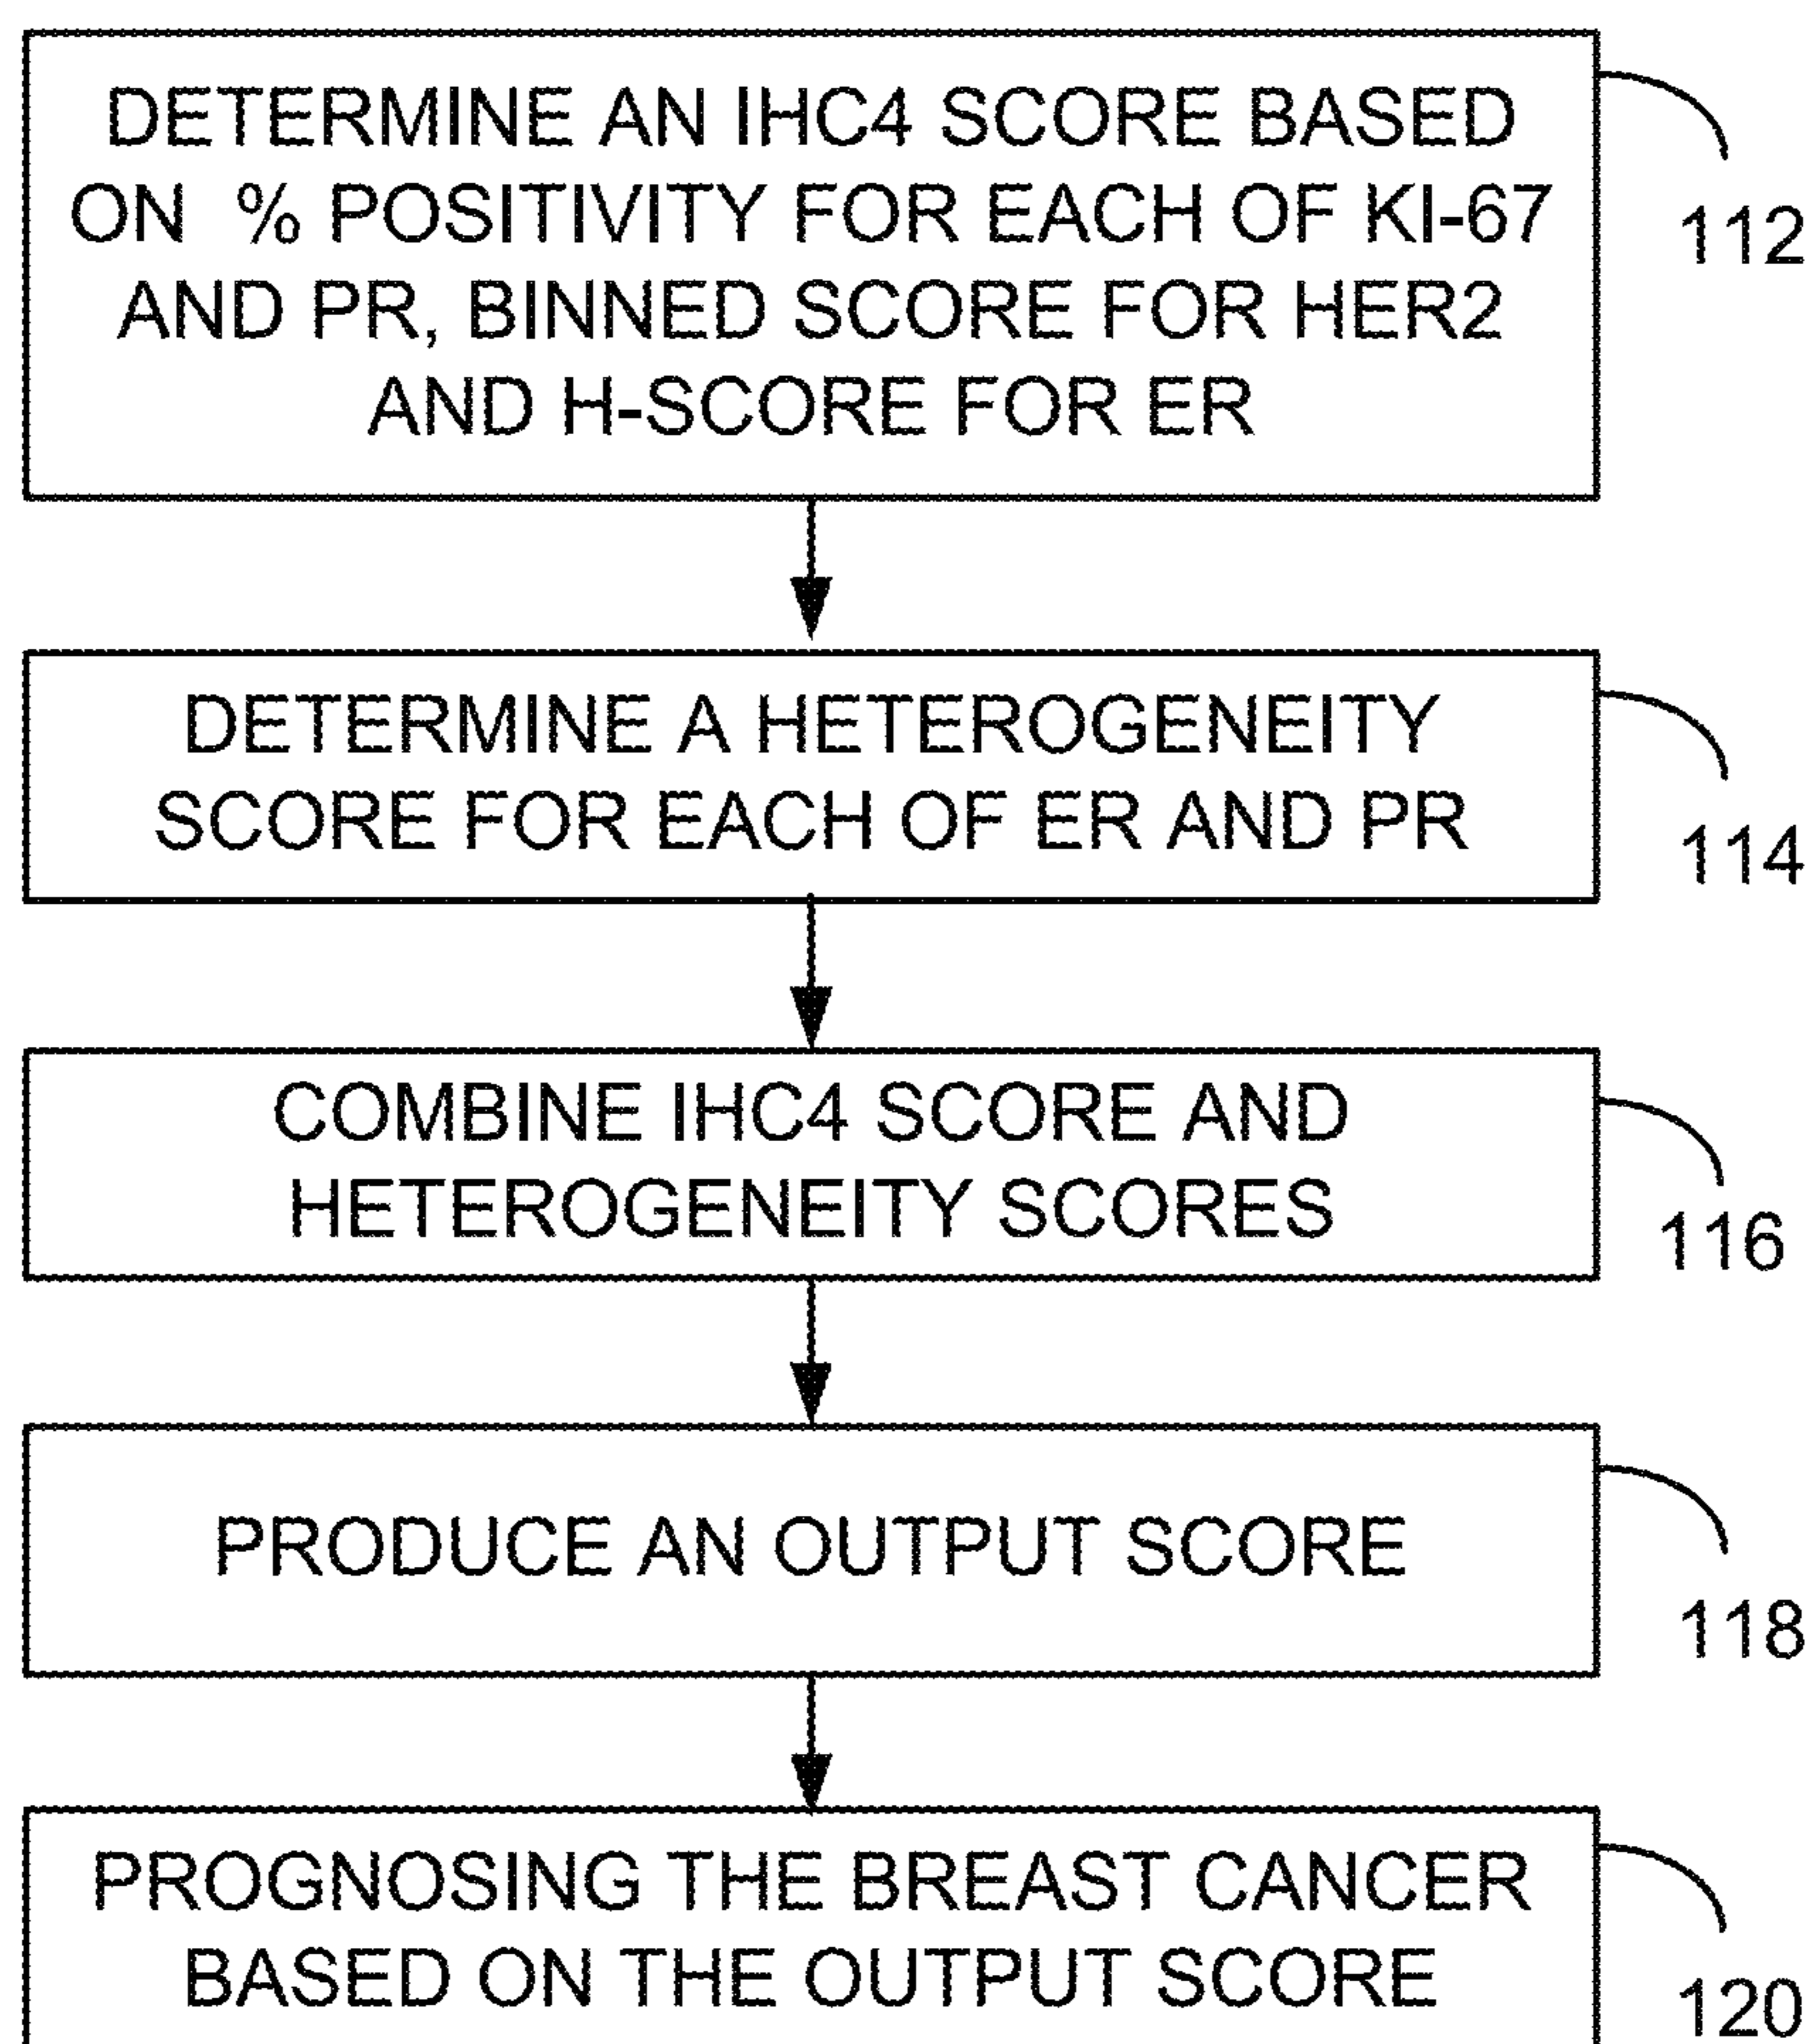 DETERMINE AN IHC4 SCORE BASED
ON % POSITIVITY FOR EACH OF KI-67
AND PR, BINNED SCORE FOR HER2
AND H-SCORE FOR ER
112
DETERMINE A HETEROGENEITY
SCORE FOR EACH OF ER AND PR
114
COMBINE IHC4 SCORE AND
HETEROGENEITY SCORES
116
PRODUCE AN OUTPUT SCORE
118
PROGNOSING THE BREAST CANCER
BASED ON THE OUTPUT SCORE
120